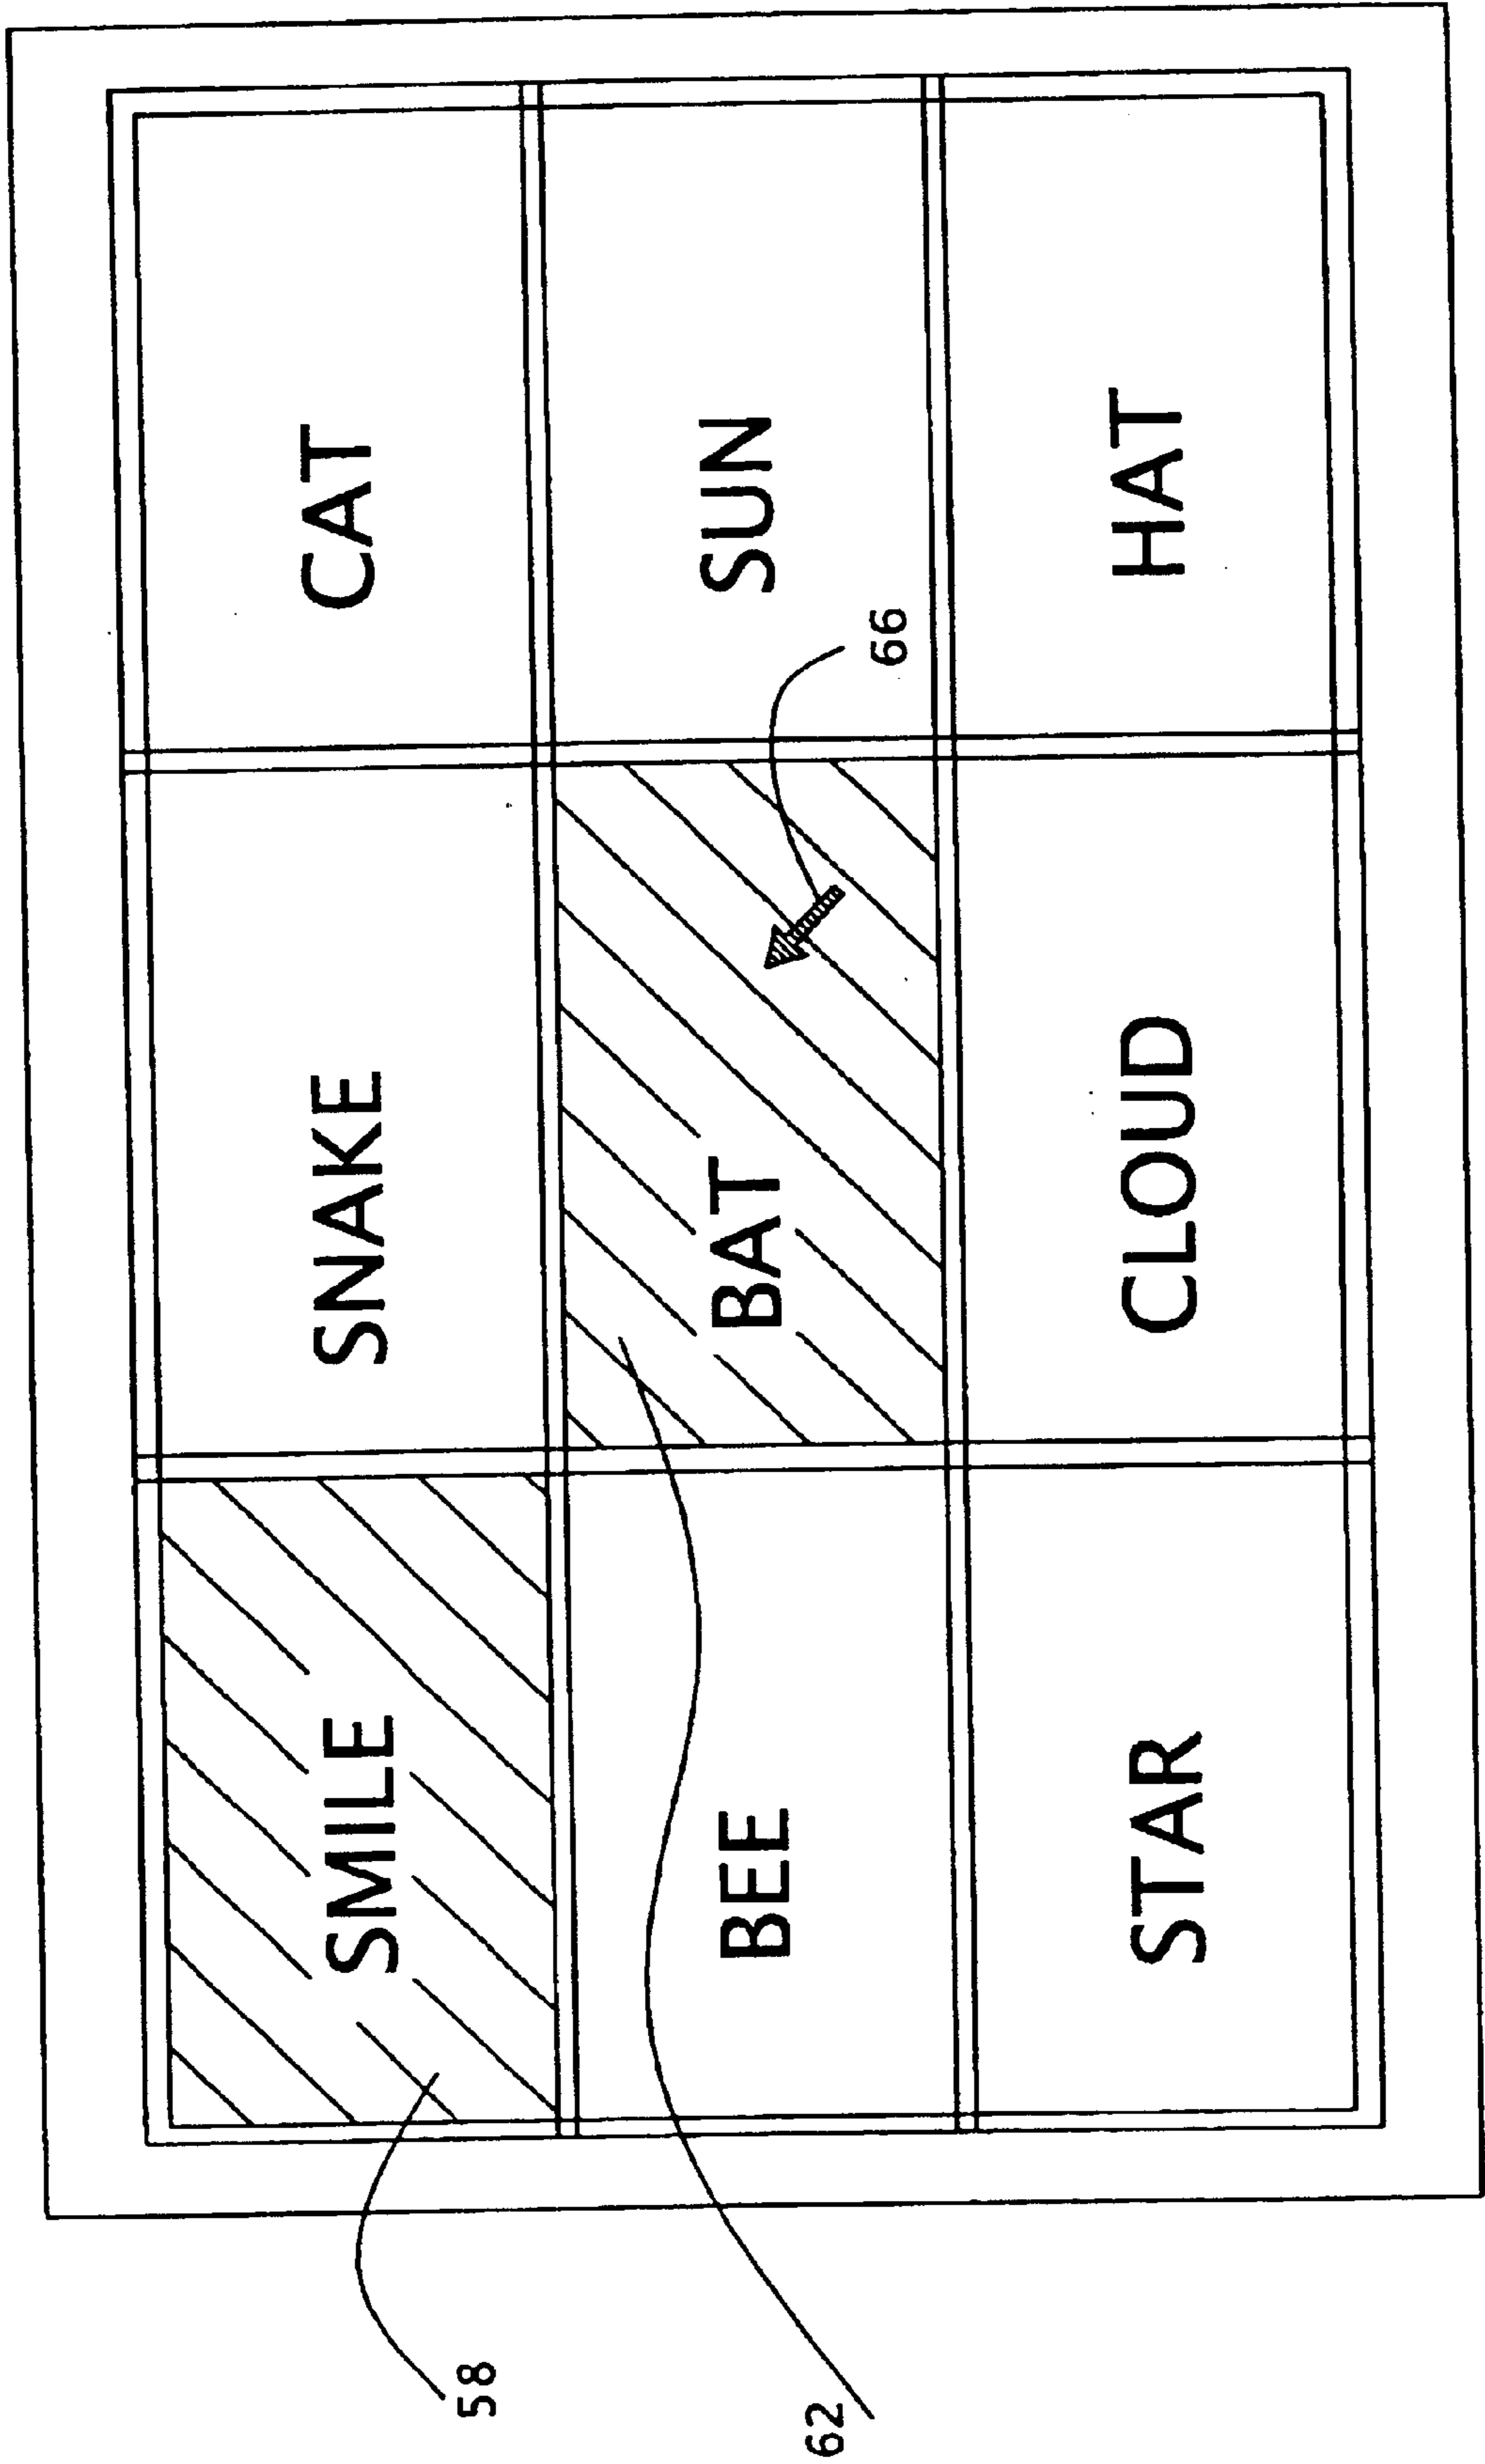 SMILE SNAKE CAT
BEE BAT SUN
66
STAR CLOUD HAT
58
62